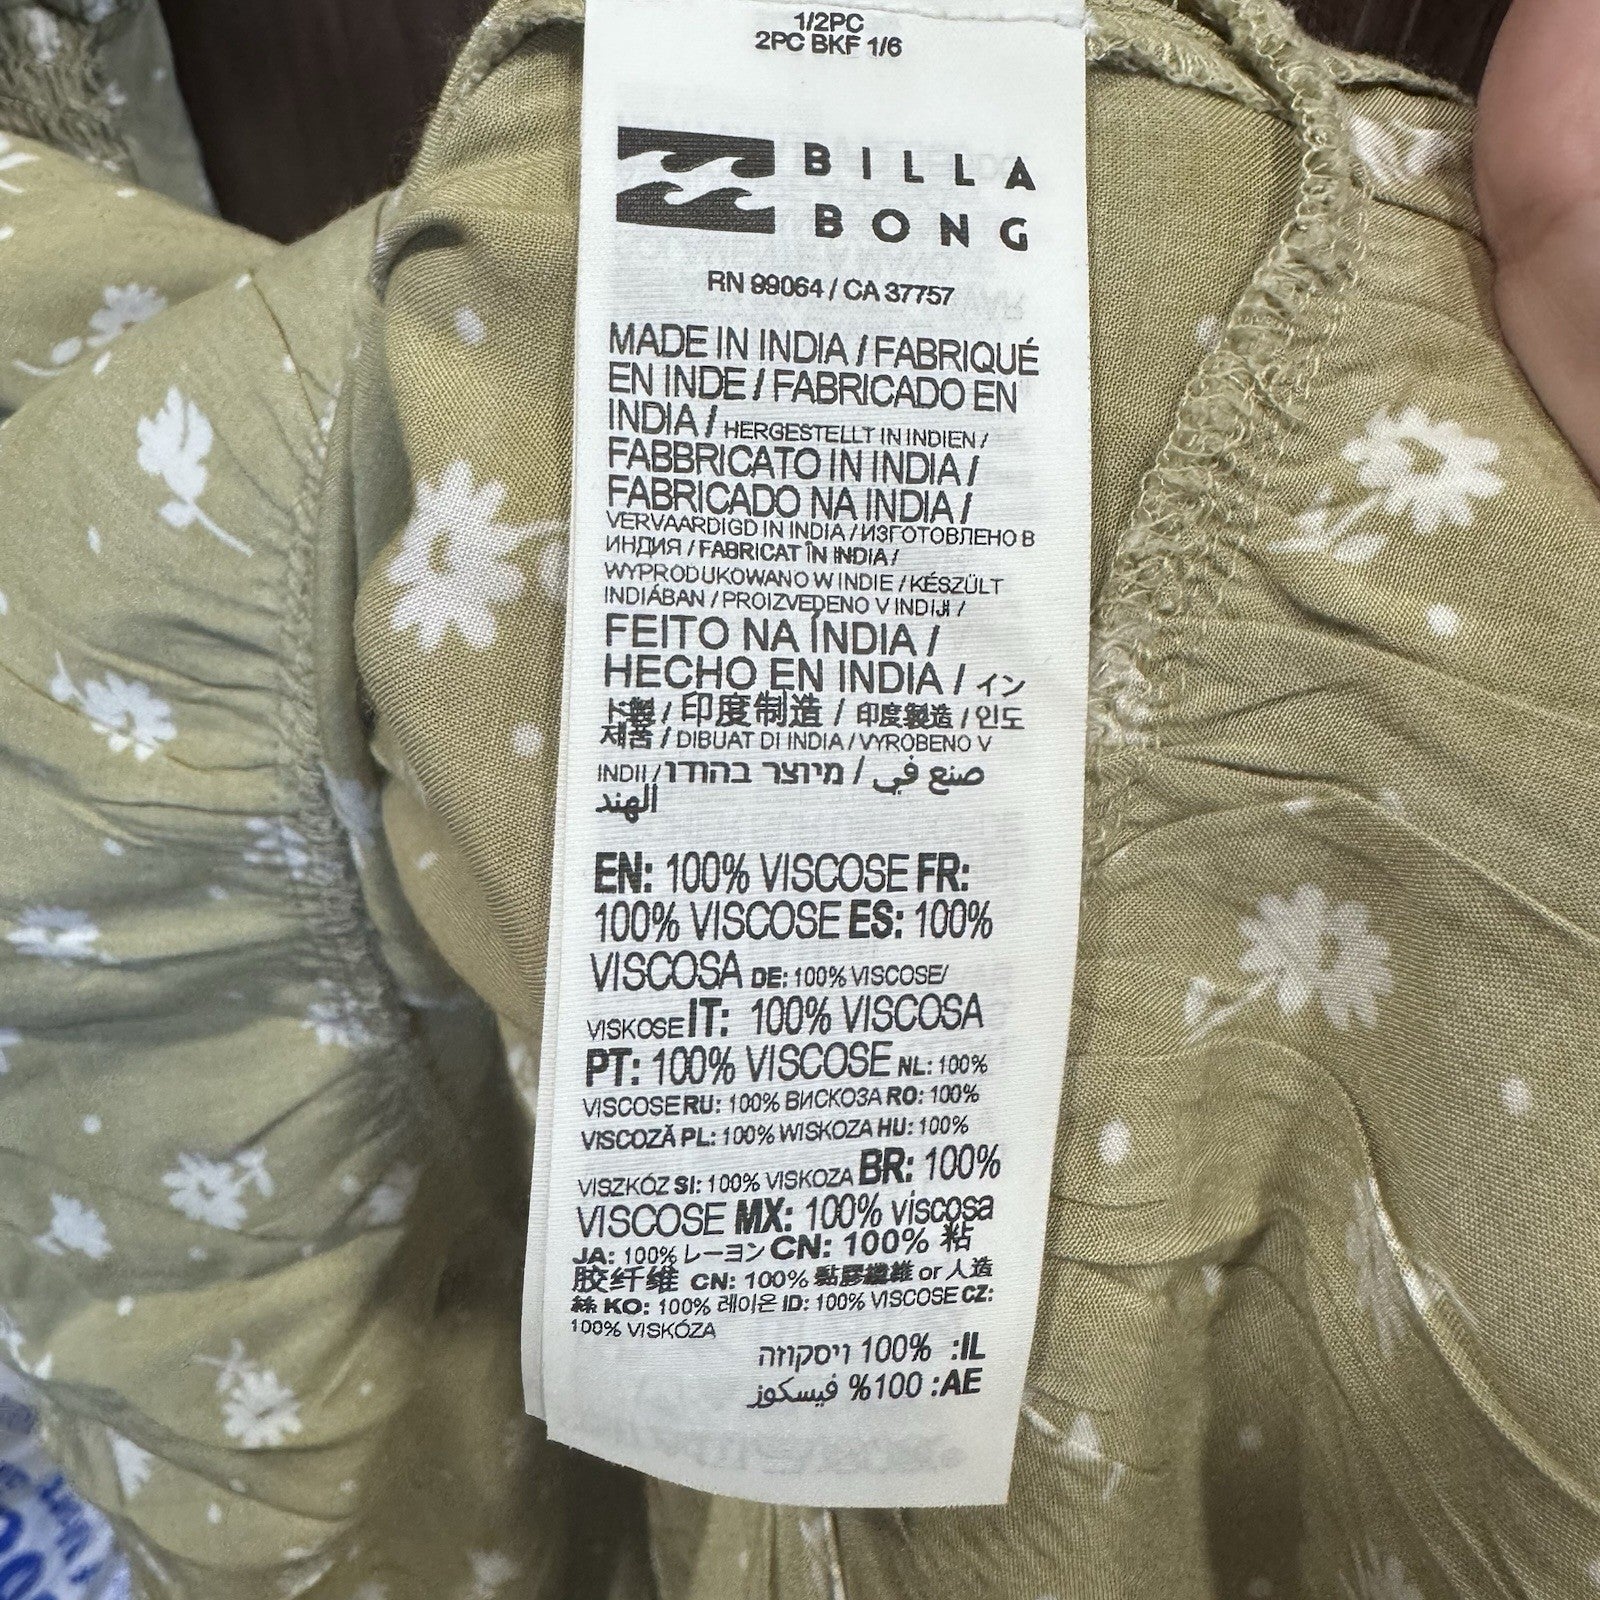 1/2PC
2PC BKF 1/6
BILLA
BONG
RN 99064 / CA 37757
MADE IN INDIA / FABRIQUÉ
EN INDE / FABRICADO EN
INDIA / HERGESTELLT IN INDIEN /
FABBRICATO IN INDIA /
FABRICADO NA INDIA /
VERVAARDIGD IN INDIA / ИЗГОТОВЛЕНО В
ИНДИЯ / FABRICAT ÎN INDIA /
WYPRODUKOWANO W INDIE / KÉSZÜLT
INDIÁBAN / PROIZVEDENO V INDIJI /
FEITO NA ÍNDIA /
HECHO EN INDIA / イン
ド製 / 印度制造 / 印度製造 / 인도
제품 / DIBUAT DI INDIA / VYROBENO V
INDII / מיוצר בהודו / صنع في
الهند
EN: 100% VISCOSE FR:
100% VISCOSE ES: 100%
VISCOSA DE: 100% VISCOSE/
VISKOSE IT: 100% VISCOSA
PT: 100% VISCOSE NL: 100%
VISCOSE RU: 100% ВИСКОЗА RO: 100%
VISCOZĂ PL: 100% WISKOZA HU: 100%
VISZKÓZ SI: 100% VISKOZA BR: 100%
VISCOSE MX: 100% viscosa
JA: 100% レーヨン CN: 100% 粘
胶纤维 CN: 100% 黏膠纖維 or 人造
絲 KO: 100% 레이온 ID: 100% VISCOSE CZ:
100% VISKÓZA
IL: 100% ויסקוזה
AE: 100% فيسكوز